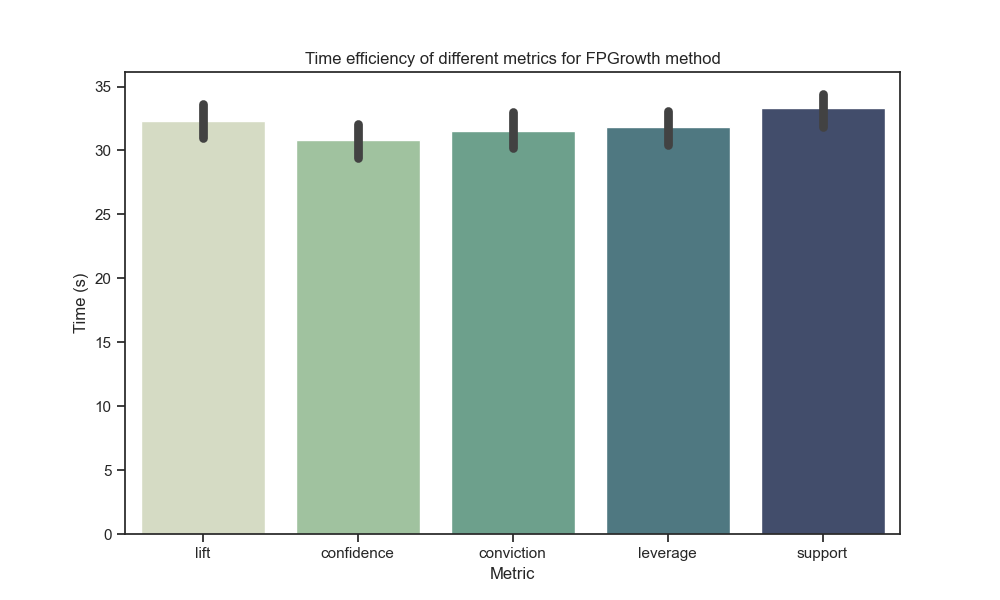 Time efficiency of different metrics for FPGrowth method
35
30
25
20
15
10
5
0
Time (s)
lift
confidence
conviction
leverage
support
Metric